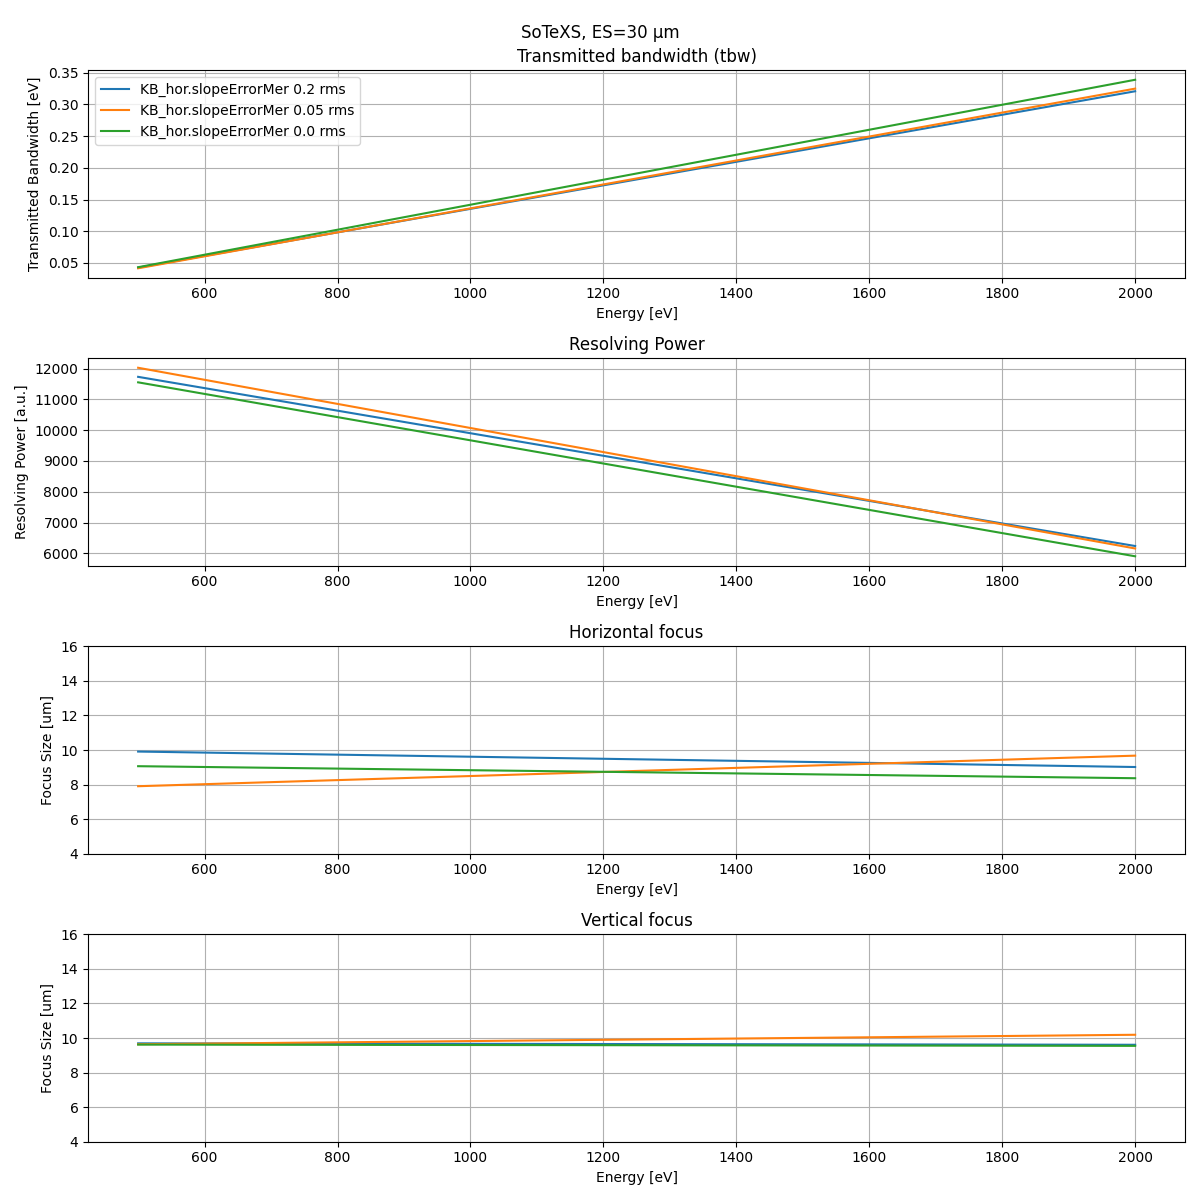 SoTeXS, ES=30 µm
Transmitted bandwidth (tbw)
Transmitted Bandwidth [eV]
0.35
0.30
0.25
0.20
0.15
0.10
0.05
KB_hor.slopeErrorMer 0.2 rms
KB_hor.slopeErrorMer 0.05 rms
KB_hor.slopeErrorMer 0.0 rms
600 800 1000 1200 1400 1600 1800 2000
Energy [eV]
Resolving Power
Resolving Power [a.u.]
12000
11000
10000
9000
8000
7000
6000
600 800 1000 1200 1400 1600 1800 2000
Energy [eV]
Horizontal focus
Focus Size [um]
16
14
12
10
8
6
4
600 800 1000 1200 1400 1600 1800 2000
Energy [eV]
Vertical focus
Focus Size [um]
16
14
12
10
8
6
4
600 800 1000 1200 1400 1600 1800 2000
Energy [eV]